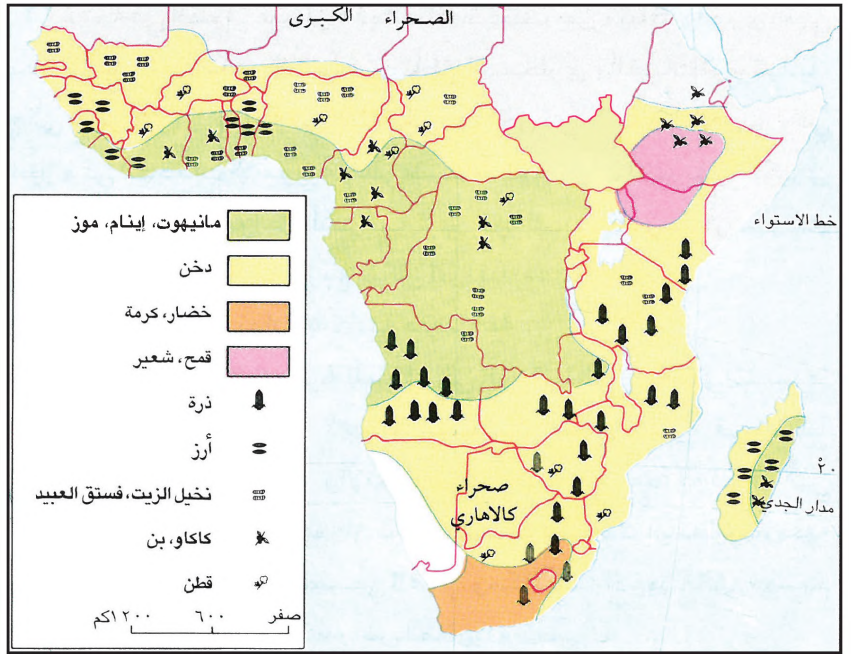 الصحراء الكبرى
خط الاستواء
مانيهوت، إينام، موز
دخن
خضار، كرمة
قمح، شعير
ذرة
أرز
نخيل الزيت، فستق العبيد
كاكاو، بن
قطن
صفر ٦٠٠ ١٢٠٠كم
صحراء
كالاهاري
٢٠°
مدار الجدي